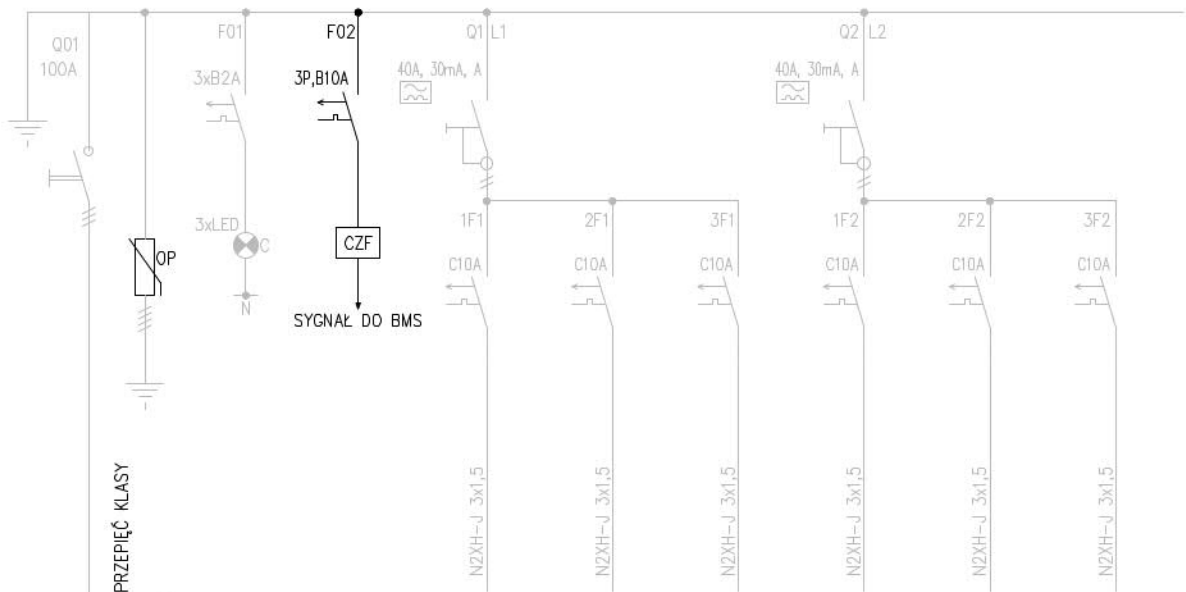 Q01
100A
F01
3xB2A
3xLED
C
N
OP
F02
3P,B10A
CZF
SYGNAŁ DO BMS
Q1 L1
40A, 30mA, A
1F1
C10A
2F1
C10A
3F1
C10A
Q2 L2
40A, 30mA, A
1F2
C10A
2F2
C10A
3F2
C10A
PRZEPIĘĆ KLASY
N2XH-J 3x1,5
N2XH-J 3x1,5
N2XH-J 3x1,5
N2XH-J 3x1,5
N2XH-J 3x1,5
N2XH-J 3x1,5